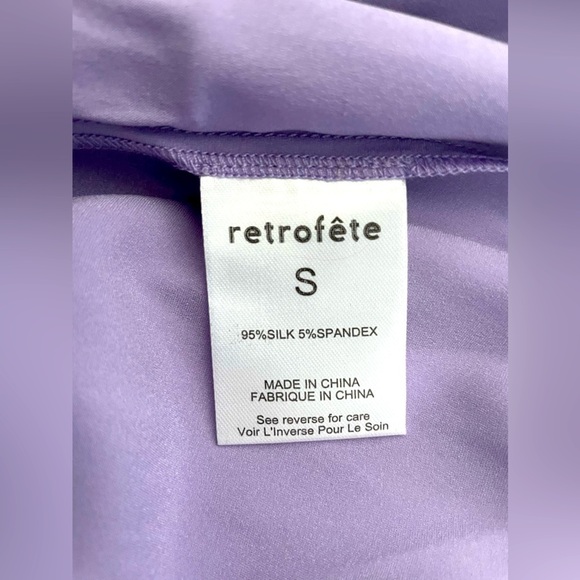 retrofête
S
95%SILK 5%SPANDEX
MADE IN CHINA
FABRIQUE IN CHINA
See reverse for care
Voir L'Inverse Pour Le Soin